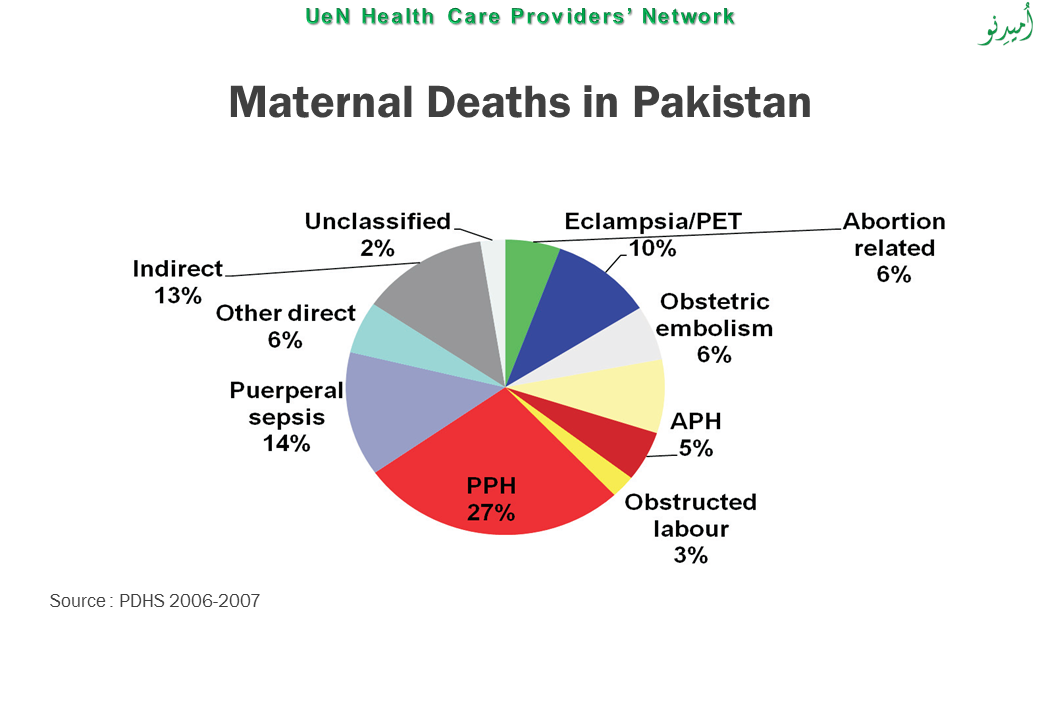 UeN Health Care Providers’ Network
اُمیدِنو
Maternal Deaths in Pakistan
Unclassified
2%
Eclampsia/PET
10%
Abortion
related
6%
Indirect
13%
Other direct
6%
Obstetric
embolism
6%
Puerperal
sepsis
14%
APH
5%
PPH
27%
Obstructed
labour
3%
Source : PDHS 2006-2007